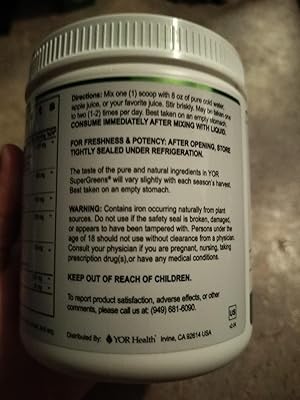 Directions: Mix one (1) scoop with 8 oz of pure cold water,
apple juice, or your favorite juice. Stir briskly. May be taken one
to two (1-2) times per day. Best taken on an empty stomach.
CONSUME IMMEDIATELY AFTER MIXING WITH LIQUID.
FOR FRESHNESS & POTENCY: AFTER OPENING, STORE
TIGHTLY SEALED UNDER REFRIGERATION.
The taste of the pure and natural ingredients in YOR
SuperGreens® will vary slightly with each season's harvest.
Best taken on an empty stomach.
WARNING: Contains iron occurring naturally from plant
sources. Do not use if the safety seal is broken, damaged,
or appears to have been tampered with. Persons under the
age of 18 should not use without clearance from a physician.
Consult your physician if you are pregnant, nursing, taking
prescription drug(s),or have any medical conditions.
KEEP OUT OF REACH OF CHILDREN.
To report product satisfaction, adverse effects, or other
comments, please call us at: (949) 681-6090.
Distributed By: YOR Health® Irvine, CA 92614 USA
US